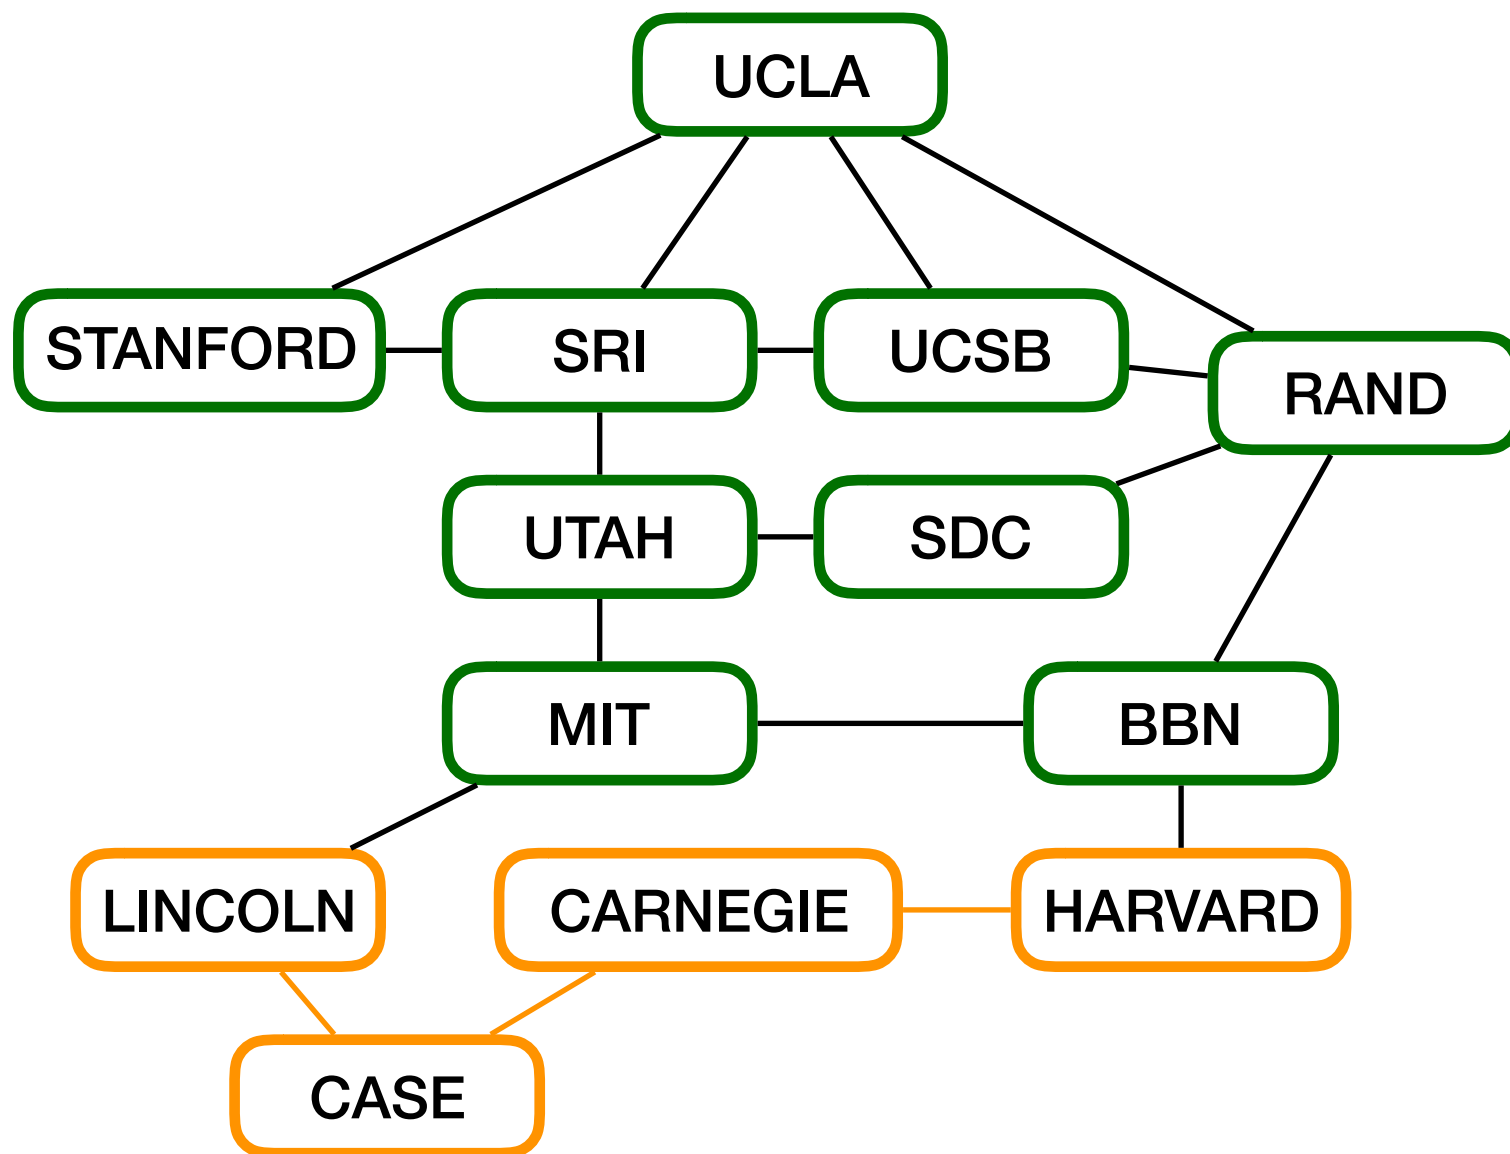 UCLA
STANFORD
SRI
UCSB
RAND
UTAH
SDC
MIT
BBN
LINCOLN
CARNEGIE
HARVARD
CASE